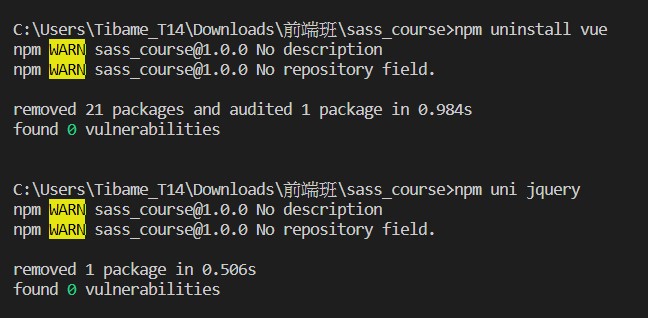 C:\Users\Tibame_T14\Downloads\前端班\sass_course>npm uninstall vue
npm WARN sass_course@1.0.0 No description
npm WARN sass_course@1.0.0 No repository field.
removed 21 packages and audited 1 package in 0.984s
found 0 vulnerabilities
C:\Users\Tibame_T14\Downloads\前端班\sass_course>npm uni jquery
npm WARN sass_course@1.0.0 No description
npm WARN sass_course@1.0.0 No repository field.
removed 1 package in 0.506s
found 0 vulnerabilities